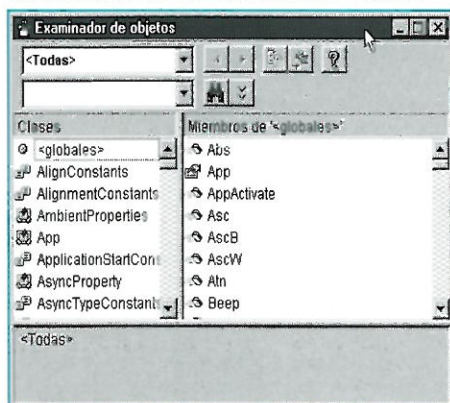 Examinador de objetos
<Todas>
Clases
Miembros de '<globales>'
<globales>
AlignConstants
AlignmentConstants
AmbientProperties
App
ApplicationStartCons
AsyncProperty
AsyncTypeConstant
Abs
App
AppActivate
Asc
AscB
AscW
Atn
Beep
<Todas>